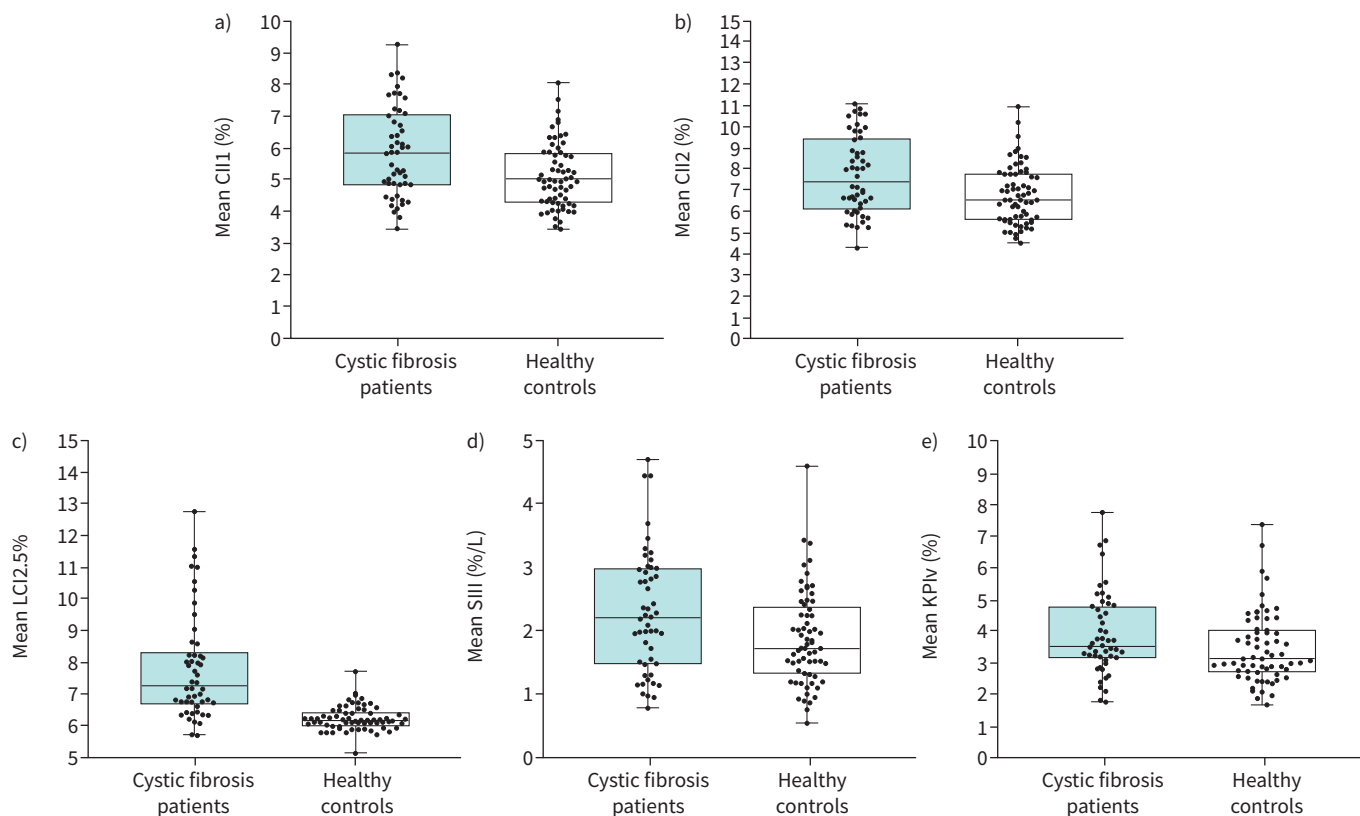 a)
Mean CII1 (%)
10
9
8
7
6
5
4
3
2
1
0
Cystic fibrosis
patients
Healthy
controls
b)
Mean CII2 (%)
15
14
13
12
11
10
9
8
7
6
5
4
3
2
1
0
Cystic fibrosis
patients
Healthy
controls
c)
Mean LCI2.5%
15
14
13
12
11
10
9
8
7
6
5
Cystic fibrosis
patients
Healthy
controls
d)
Mean SIII (%/L)
5
4
3
2
1
0
Cystic fibrosis
patients
Healthy
controls
e)
Mean KPIv (%)
10
9
8
7
6
5
4
3
2
1
0
Cystic fibrosis
patients
Healthy
controls